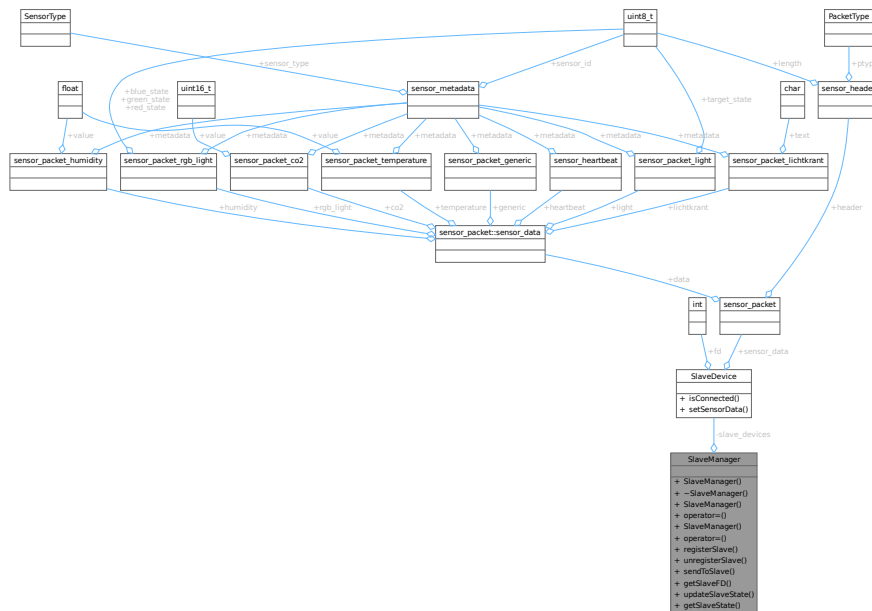 SensorType
uint8_t
PacketType
+sensor_type
+sensor_id
+length
+ptyp
float
uint16_t
+blue_state
+green_state
+red_state
sensor_metadata
char
sensor_heade
+target_state
+value
+metadata
+value
+metadata
+metadata
+value
+metadata
+metadata
+metadata
+metadata
+text
+metadata
sensor_packet_humidity
sensor_packet_rgb_light
sensor_packet_co2
sensor_packet_temperature
sensor_packet_generic
sensor_heartbeat
sensor_packet_light
sensor_packet_lichtkrant
+humidity
+rgb_light
+co2
+temperature
+generic
+heartbeat
+light
+lichtkrant
+header
sensor_packet::sensor_data
+data
int
sensor_packet
+fd
+sensor_data
SlaveDevice
+ isConnected()
+ setSensorData()
-slave_devices
SlaveManager
+ SlaveManager()
+ ~SlaveManager()
+ SlaveManager()
+ operator=()
+ SlaveManager()
+ operator=()
+ registerSlave()
+ unregisterSlave()
+ sendToSlave()
+ getSlaveFD()
+ updateSlaveState()
+ getSlaveState()